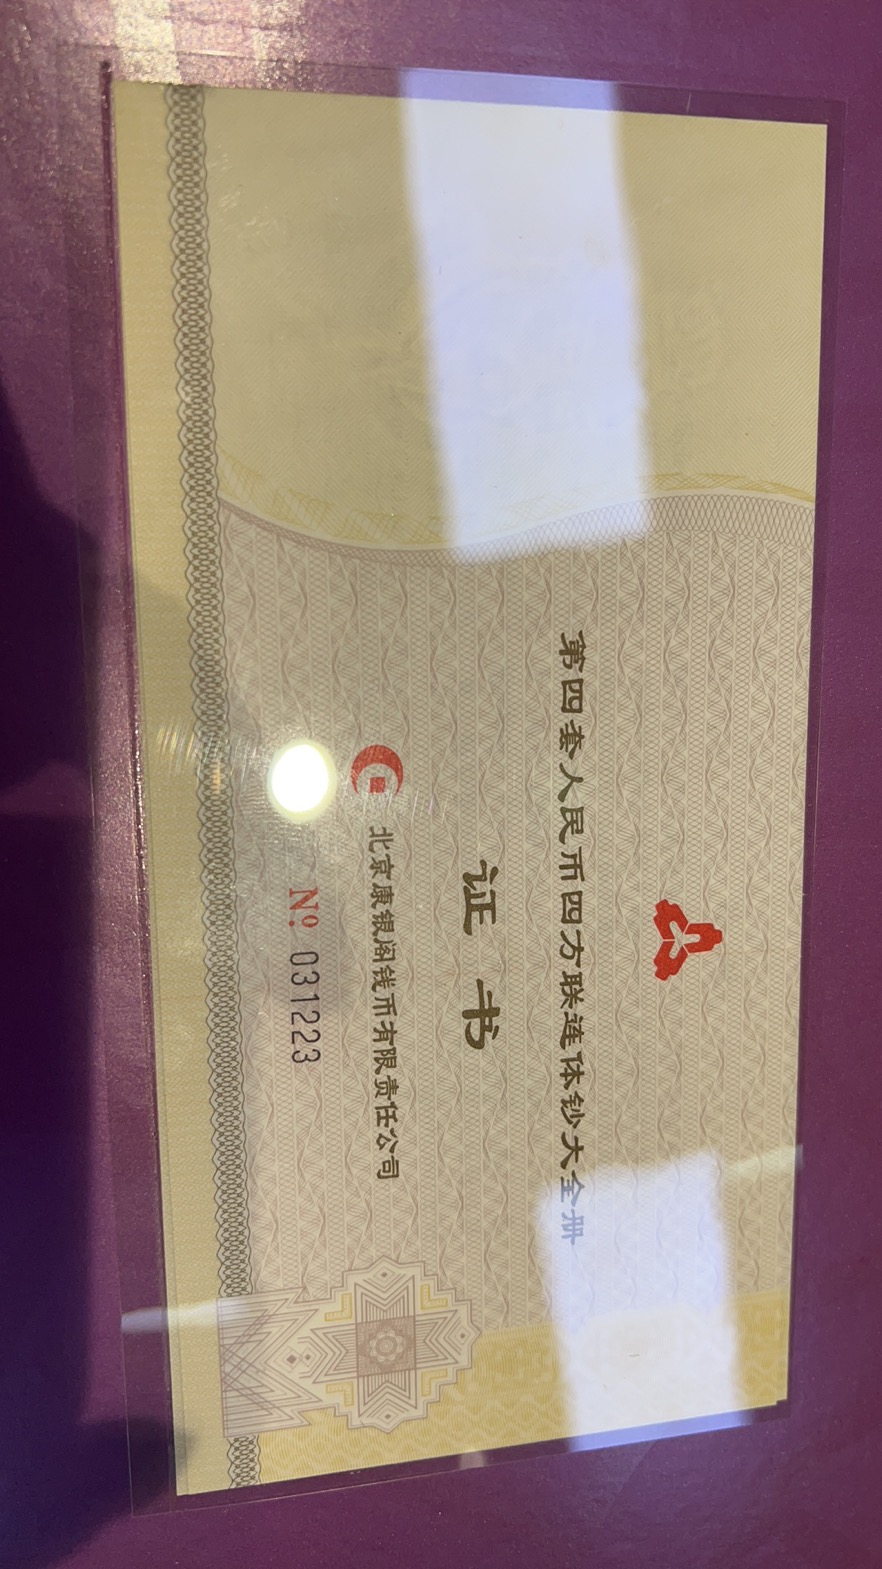 第四套人民币四方联连体钞大全册
证书
北京康银阁钱币有限责任公司
Nº 031223